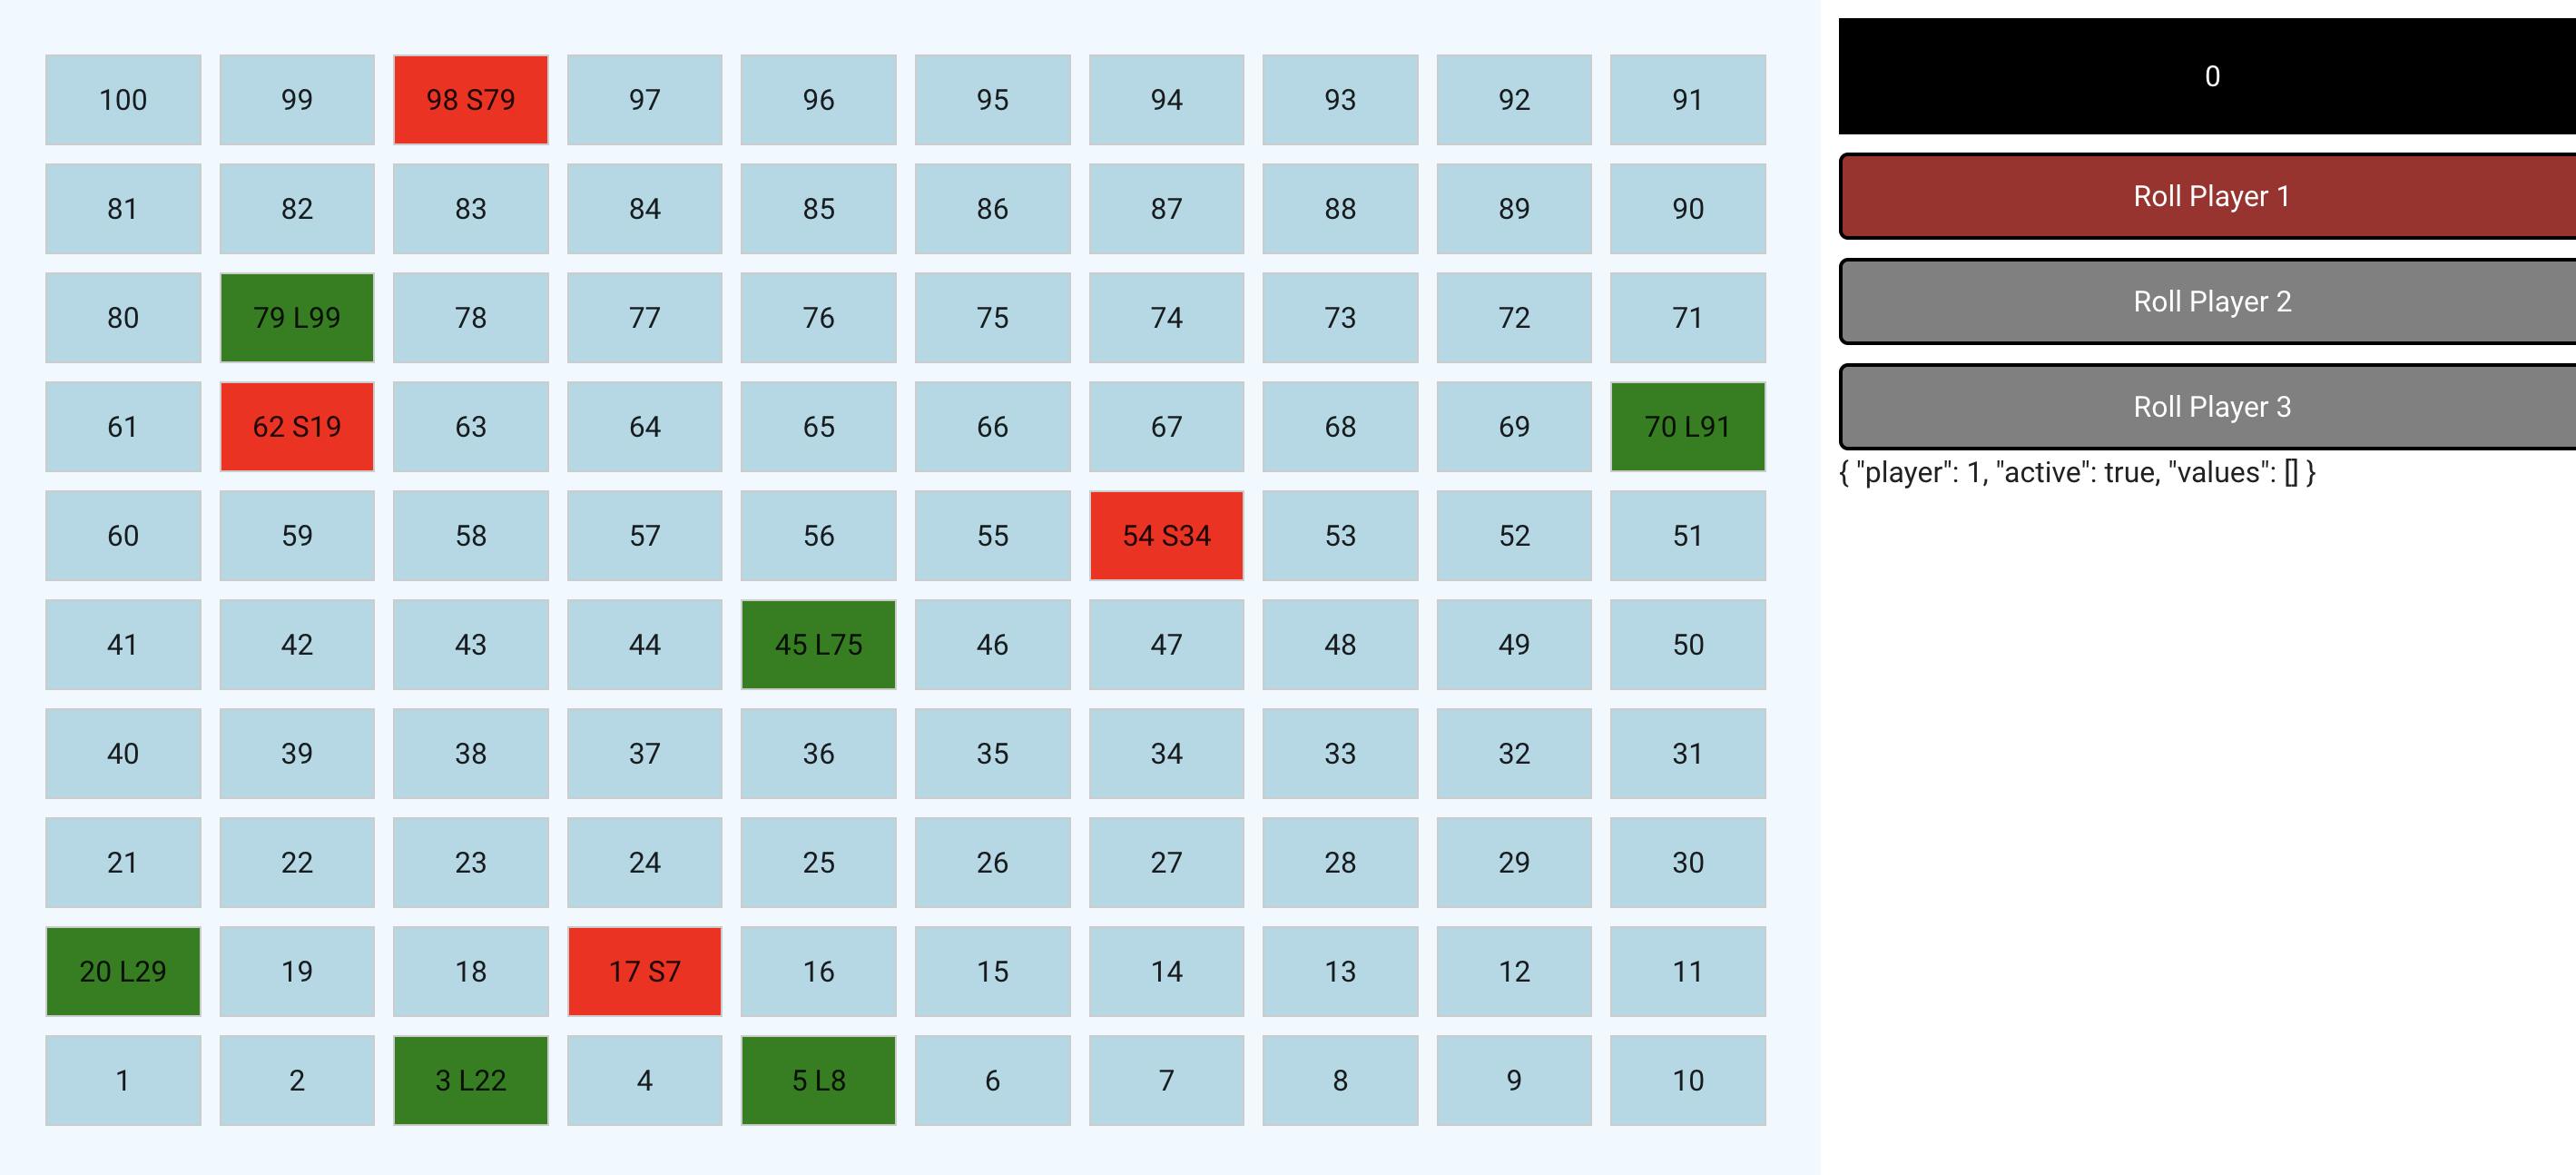 100 99 98 S79 97 96 95 94 93 92 91
81 82 83 84 85 86 87 88 89 90
80 79 L99 78 77 76 75 74 73 72 71
61 62 S19 63 64 65 66 67 68 69 70 L91
60 59 58 57 56 55 54 S34 53 52 51
41 42 43 44 45 L75 46 47 48 49 50
40 39 38 37 36 35 34 33 32 31
21 22 23 24 25 26 27 28 29 30
20 L29 19 18 17 S7 16 15 14 13 12 11
1 2 3 L22 4 5 L8 6 7 8 9 10
0
Roll Player 1
Roll Player 2
Roll Player 3
{ "player": 1, "active": true, "values": [] }